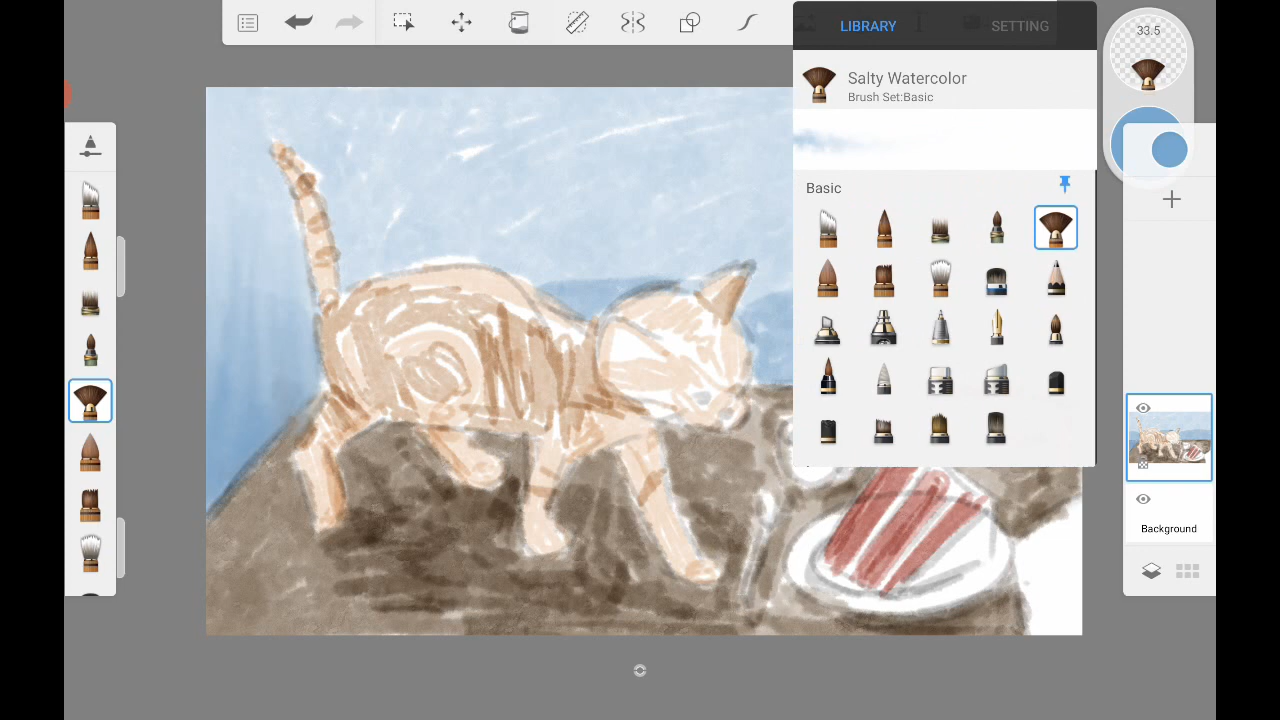 LIBRARY
SETTING
33.5
Salty Watercolor
Brush Set:Basic
Basic
Background